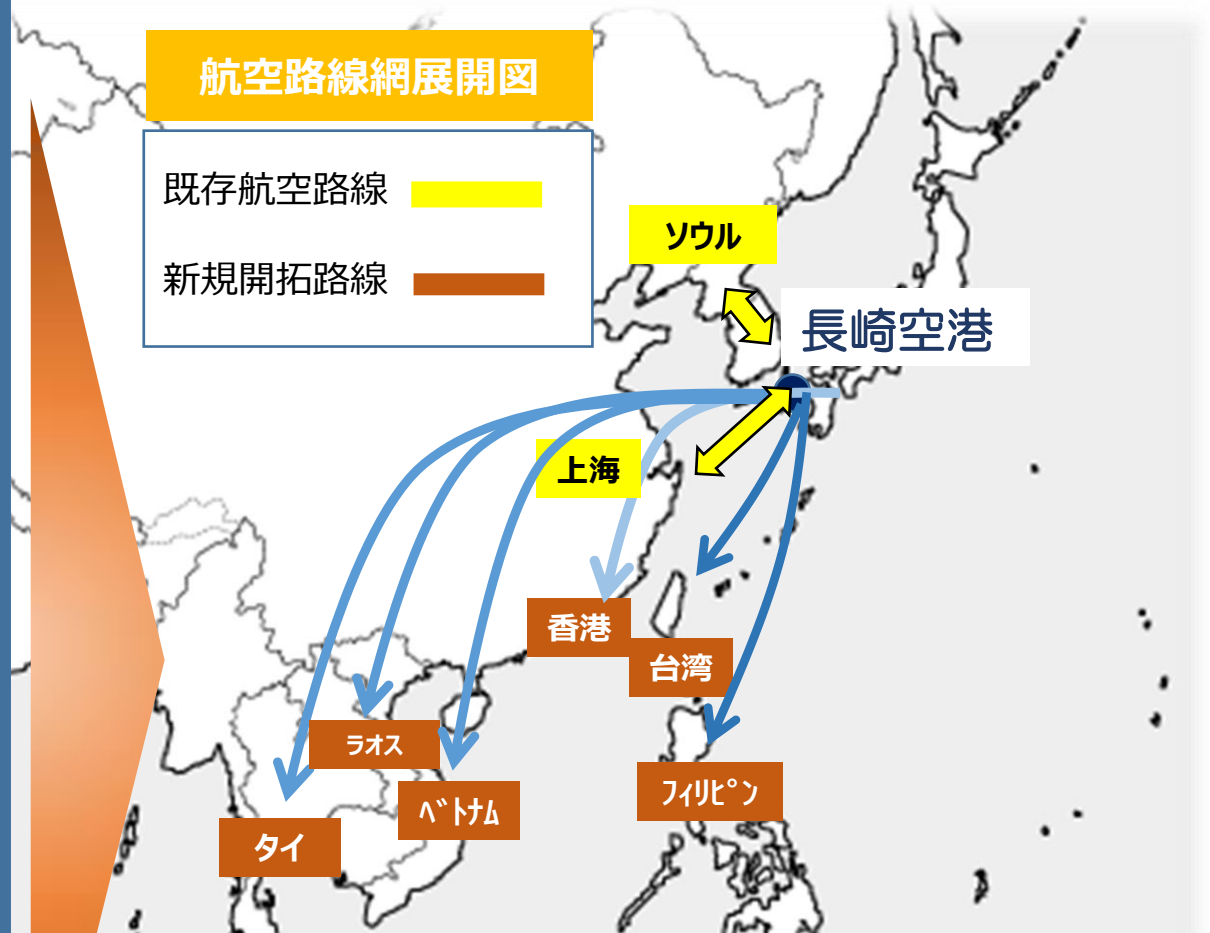 航空路線網展開図
既存航空路線
新規開拓路線
ソウル
長崎空港
上海
香港
台湾
ラオス
フィリピン
ベトナム
タイ